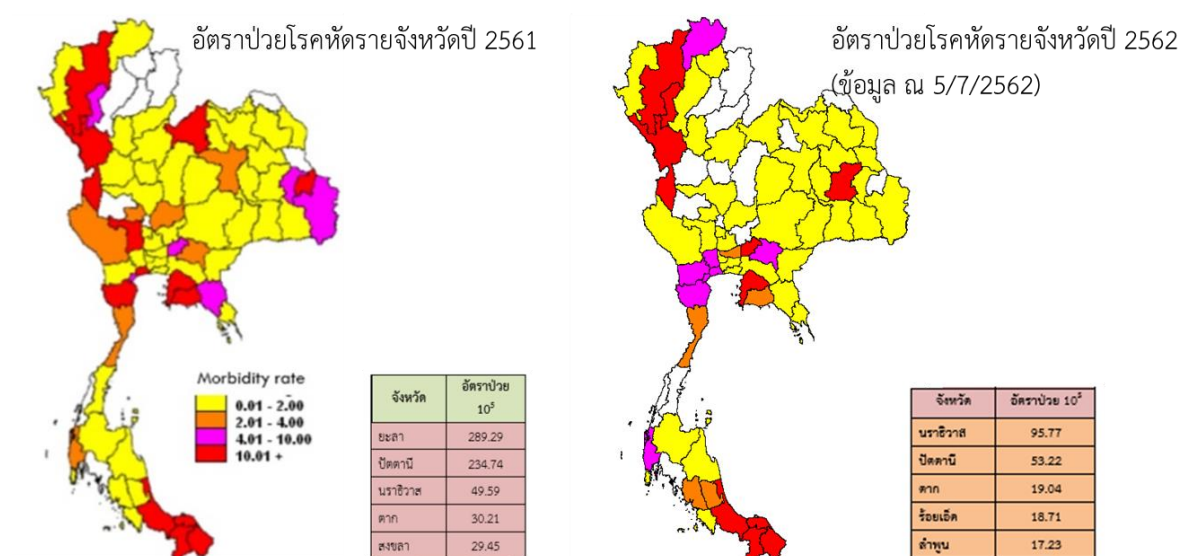 อัตราป่วยโรคหัดรายจังหวัดปี 2561
Morbidity rate
0.01 - 2.00
2.01 - 4.00
4.01 - 10.00
10.01 +
จังหวัด อัตราป่วย 10⁵
ยะลา 289.29
ปัตตานี 234.74
นราธิวาส 49.59
ตาก 30.21
สงขลา 29.45
อัตราป่วยโรคหัดรายจังหวัดปี 2562
(ข้อมูล ณ 5/7/2562)
จังหวัด อัตราป่วย 10⁵
นราธิวาส 95.77
ปัตตานี 53.22
ตาก 19.04
ร้อยเอ็ด 18.71
ลำพูน 17.23